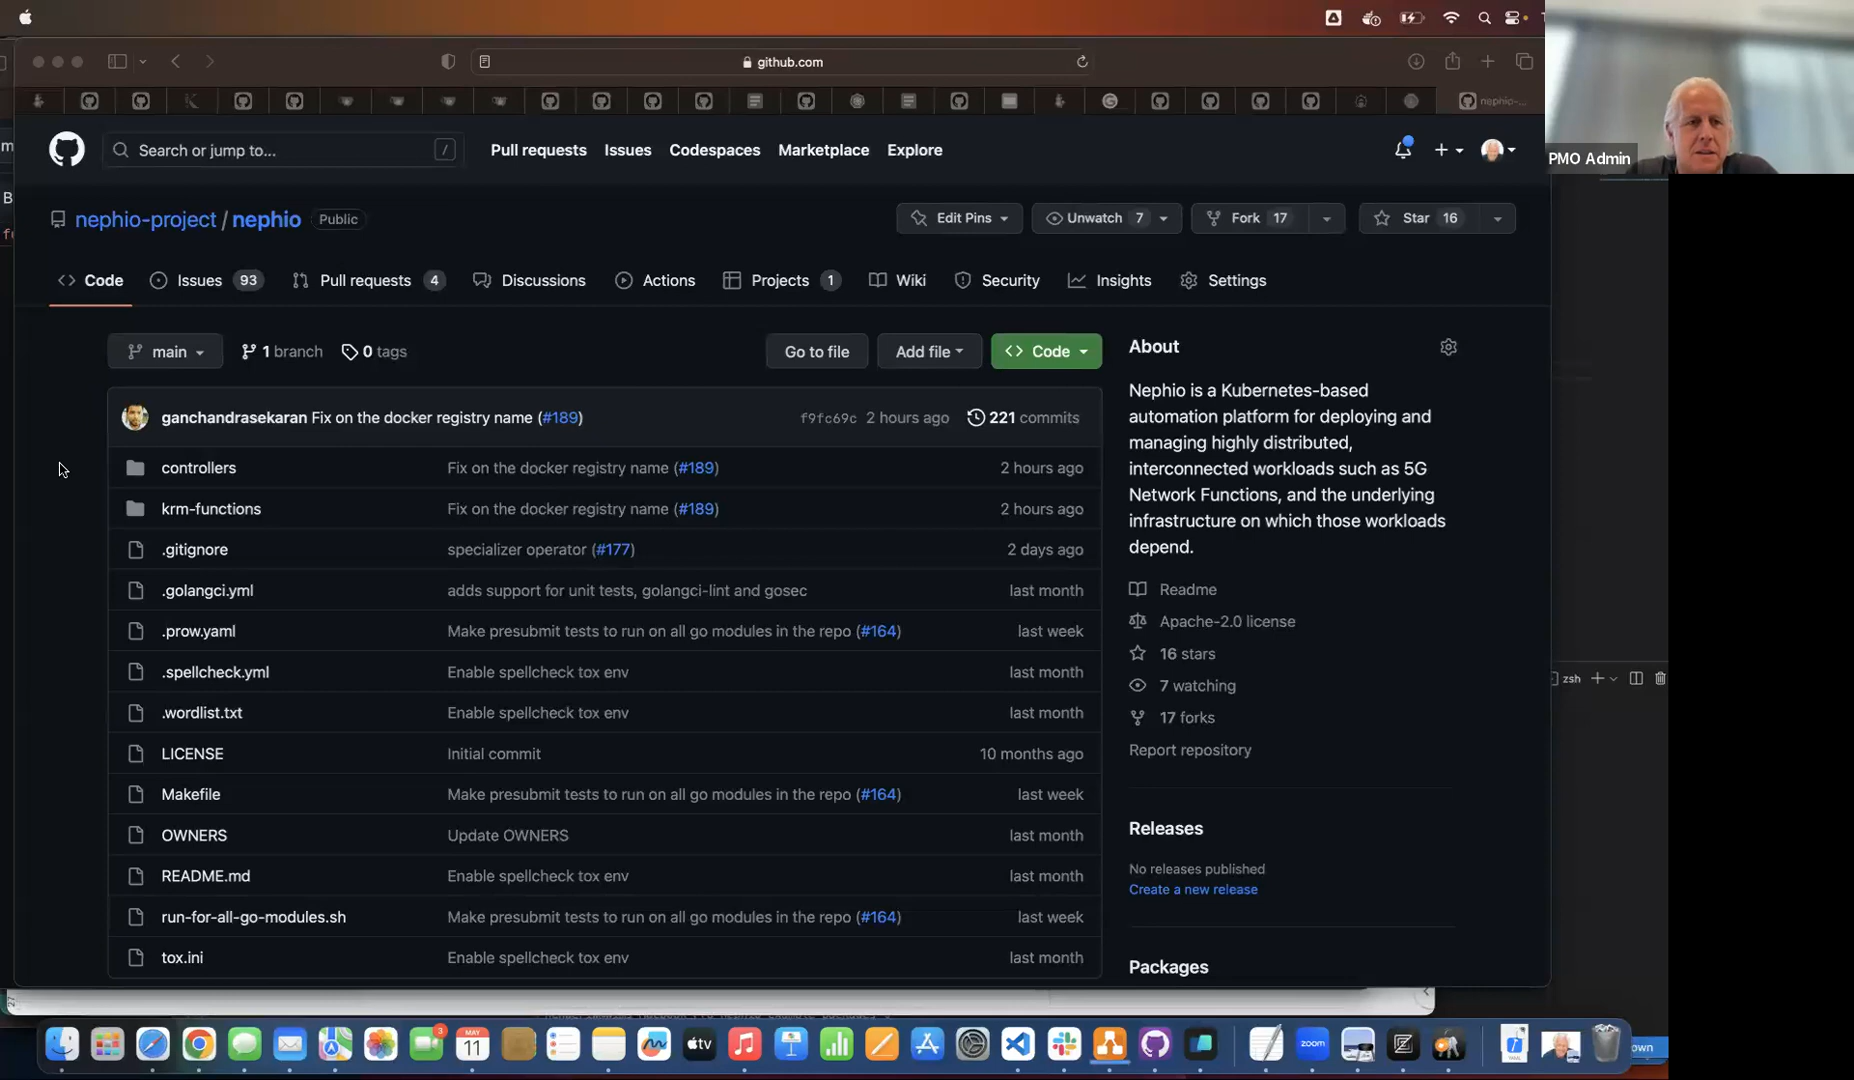 github.com
nephio-
Search or jump to...
/
Pull requests
Issues
Codespaces
Marketplace
Explore
PMO Admin
nephio-project / nephio
Public
Edit Pins
Unwatch 7
Fork 17
Star 16
Code
Issues 93
Pull requests 4
Discussions
Actions
Projects 1
Wiki
Security
Insights
Settings
main
1 branch
0 tags
Go to file
Add file
Code
ganchandrasekaran Fix on the docker registry name (#189)
f9fc69c 2 hours ago
221 commits
controllers Fix on the docker registry name (#189) 2 hours ago
krm-functions Fix on the docker registry name (#189) 2 hours ago
.gitignore specializer operator (#177) 2 days ago
.golangci.yml adds support for unit tests, golangci-lint and gosec last month
.prow.yaml Make presubmit tests to run on all go modules in the repo (#164) last week
.spellcheck.yml Enable spellcheck tox env last month
.wordlist.txt Enable spellcheck tox env last month
LICENSE Initial commit 10 months ago
Makefile Make presubmit tests to run on all go modules in the repo (#164) last week
OWNERS Update OWNERS last month
README.md Enable spellcheck tox env last month
run-for-all-go-modules.sh Make presubmit tests to run on all go modules in the repo (#164) last week
tox.ini Enable spellcheck tox env last month
About
Nephio is a Kubernetes-based
automation platform for deploying and
managing highly distributed,
interconnected workloads such as 5G
Network Functions, and the underlying
infrastructure on which those workloads
depend.
Readme
Apache-2.0 license
16 stars
7 watching
17 forks
Report repository
Releases
No releases published
Create a new release
Packages
zsh
3
MAY
11
tv
zoom
own